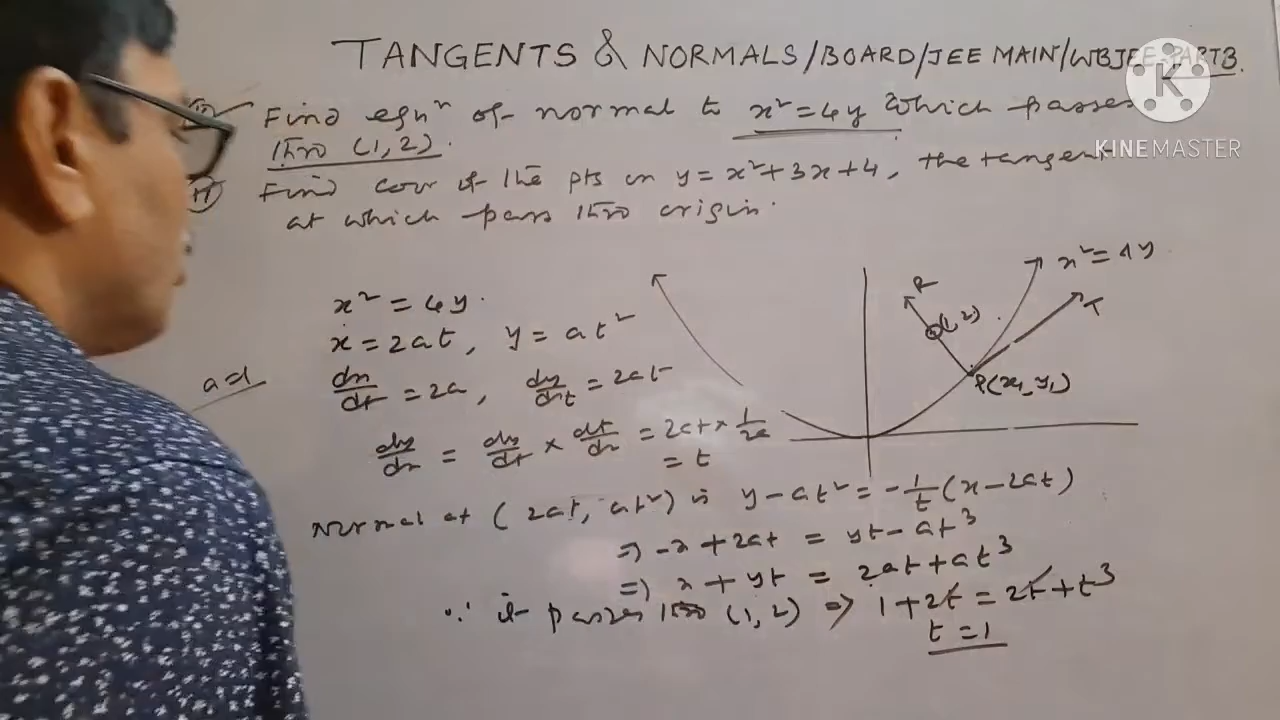 TANGENTS & NORMALS/BOARD/JEE MAIN/WBJEE-PART3.
K
KINEMASTER
Find eqnⁿ of normal to x² = 4y which passes
thro (1,2).
Find coor of the pts on y = x²+3x+4, the tangent
at which pass thro origin.
x² = 4y.
x = 2at, y = at²
a=1
dx/dt = 2a, dy/dt = 2at
dy/dx = dy/dt × dt/dx = 2at × 1/2a
= t
x² = 4y
R
(1,2)
T
P(x₁,y₁)
Normal at (2at, at²) is y-at² = -1/t(x-2at)
⇒ -x+2at = yt-at³
⇒ x+yt = 2at+at³
∵ it passes thro (1,2) ⇒ 1+2t = 2t+t³
t=1